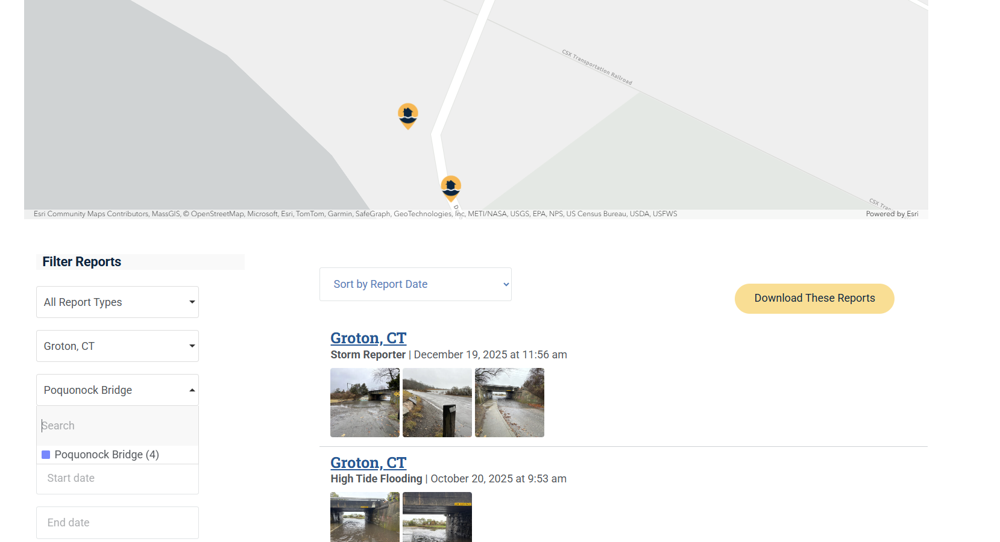 CSX Transportation Railroad
CSX Tran
Esri Community Maps Contributors, MassGIS, © OpenStreetMap, Microsoft, Esri, TomTom, Garmin, SafeGraph, GeoTechnologies, Inc, METI/NASA, USGS, EPA, NPS, US Census Bureau, USDA, USFWS
Powered by Esri
Filter Reports
All Report Types
Groton, CT
Poquonock Bridge
Search
Poquonock Bridge (4)
Start date
End date
Sort by Report Date
Download These Reports
Groton, CT
Storm Reporter | December 19, 2025 at 11:56 am
Groton, CT
High Tide Flooding | October 20, 2025 at 9:53 am